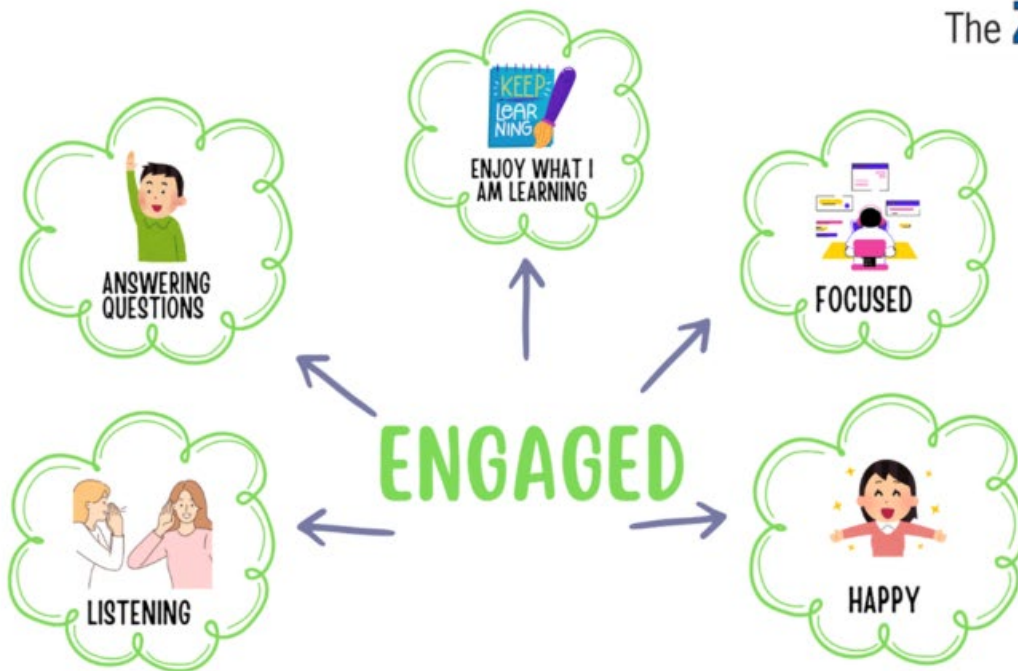 The
KEEP
LEAR
NING
ENJOY WHAT I
AM LEARNING
ANSWERING
QUESTIONS
FOCUSED
ENGAGED
LISTENING
HAPPY